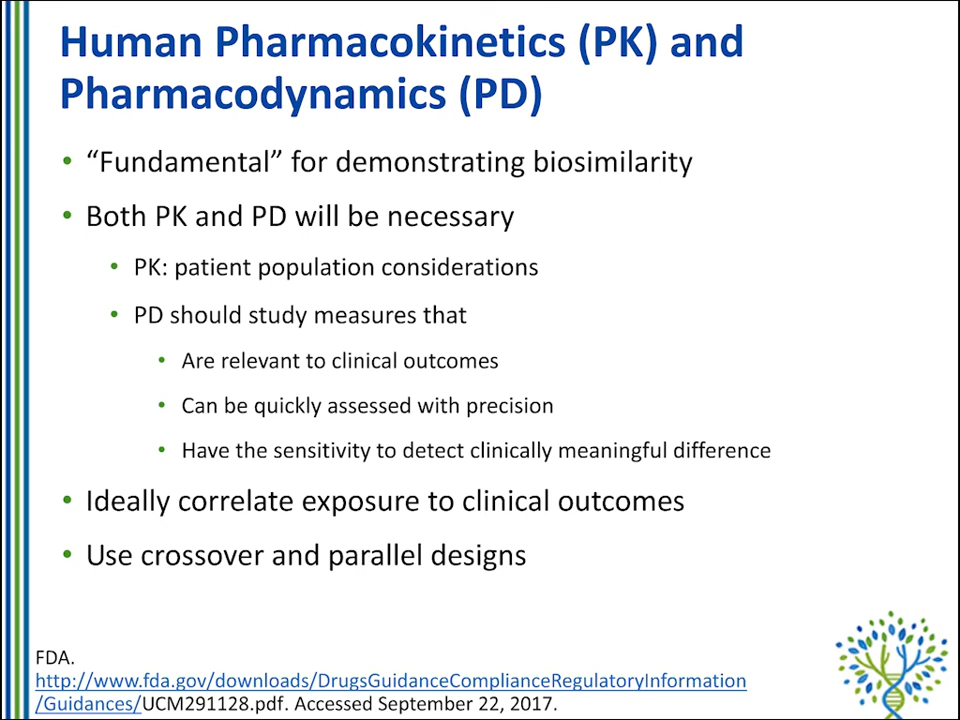 Human Pharmacokinetics (PK) and
Pharmacodynamics (PD)
• “Fundamental” for demonstrating biosimilarity
• Both PK and PD will be necessary
• PK: patient population considerations
• PD should study measures that
• Are relevant to clinical outcomes
• Can be quickly assessed with precision
• Have the sensitivity to detect clinically meaningful difference
• Ideally correlate exposure to clinical outcomes
• Use crossover and parallel designs
FDA.
http://www.fda.gov/downloads/DrugsGuidanceComplianceRegulatoryInformation
/Guidances/UCM291128.pdf. Accessed September 22, 2017.